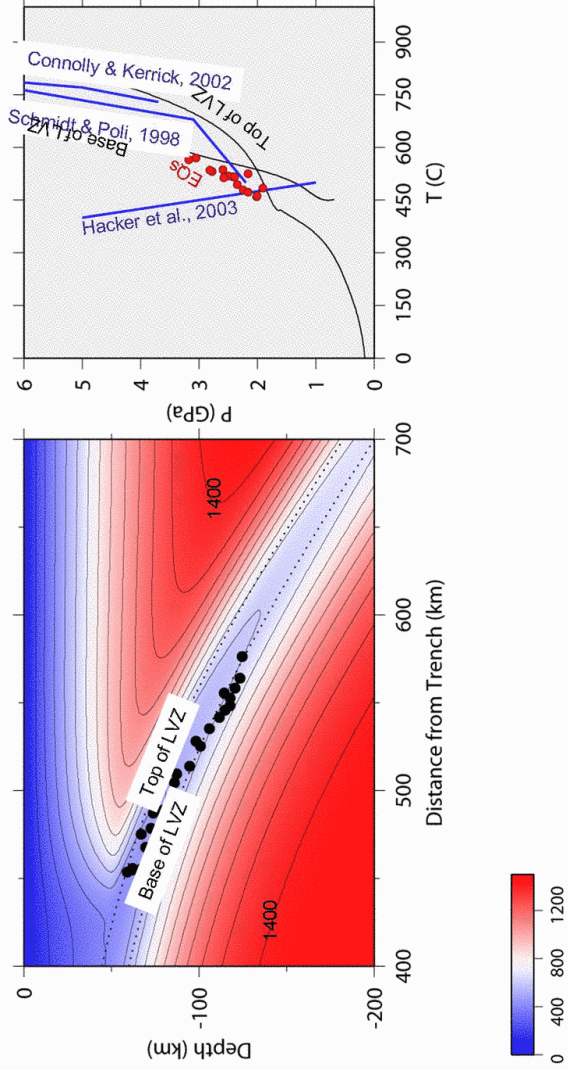 Connolly & Kerrick, 2002
Top of LVZ
Schmidt & Poli, 1998
Base of LVZ
EQs
Hacker et al., 2003
0
150
300
450
600
750
900
T (C)
6
5
4
3
2
1
0
P (GPa)
1400
Top of LVZ
Base of LVZ
1400
400
500
600
700
Distance from Trench (km)
0
-100
-200
Depth (km)
0
400
800
1200